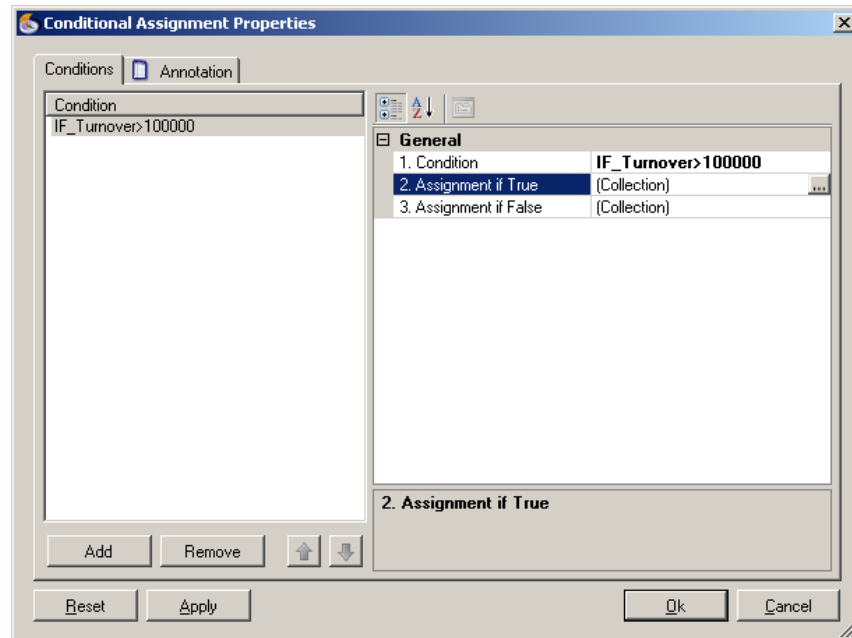 Conditional Assignment Properties
Conditions
Annotation
Condition
IF_Turnover>100000
General
1. Condition IF_Turnover>100000
2. Assignment if True (Collection) ...
3. Assignment if False (Collection)
2. Assignment if True
Add Remove
Reset Apply Ok Cancel